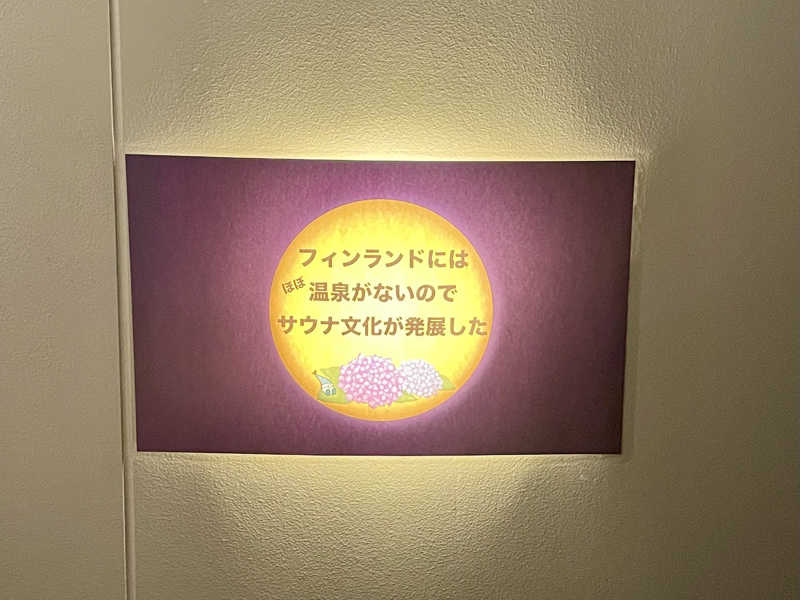 フィンランドには
ほぼ温泉がないので
サウナ文化が発展した